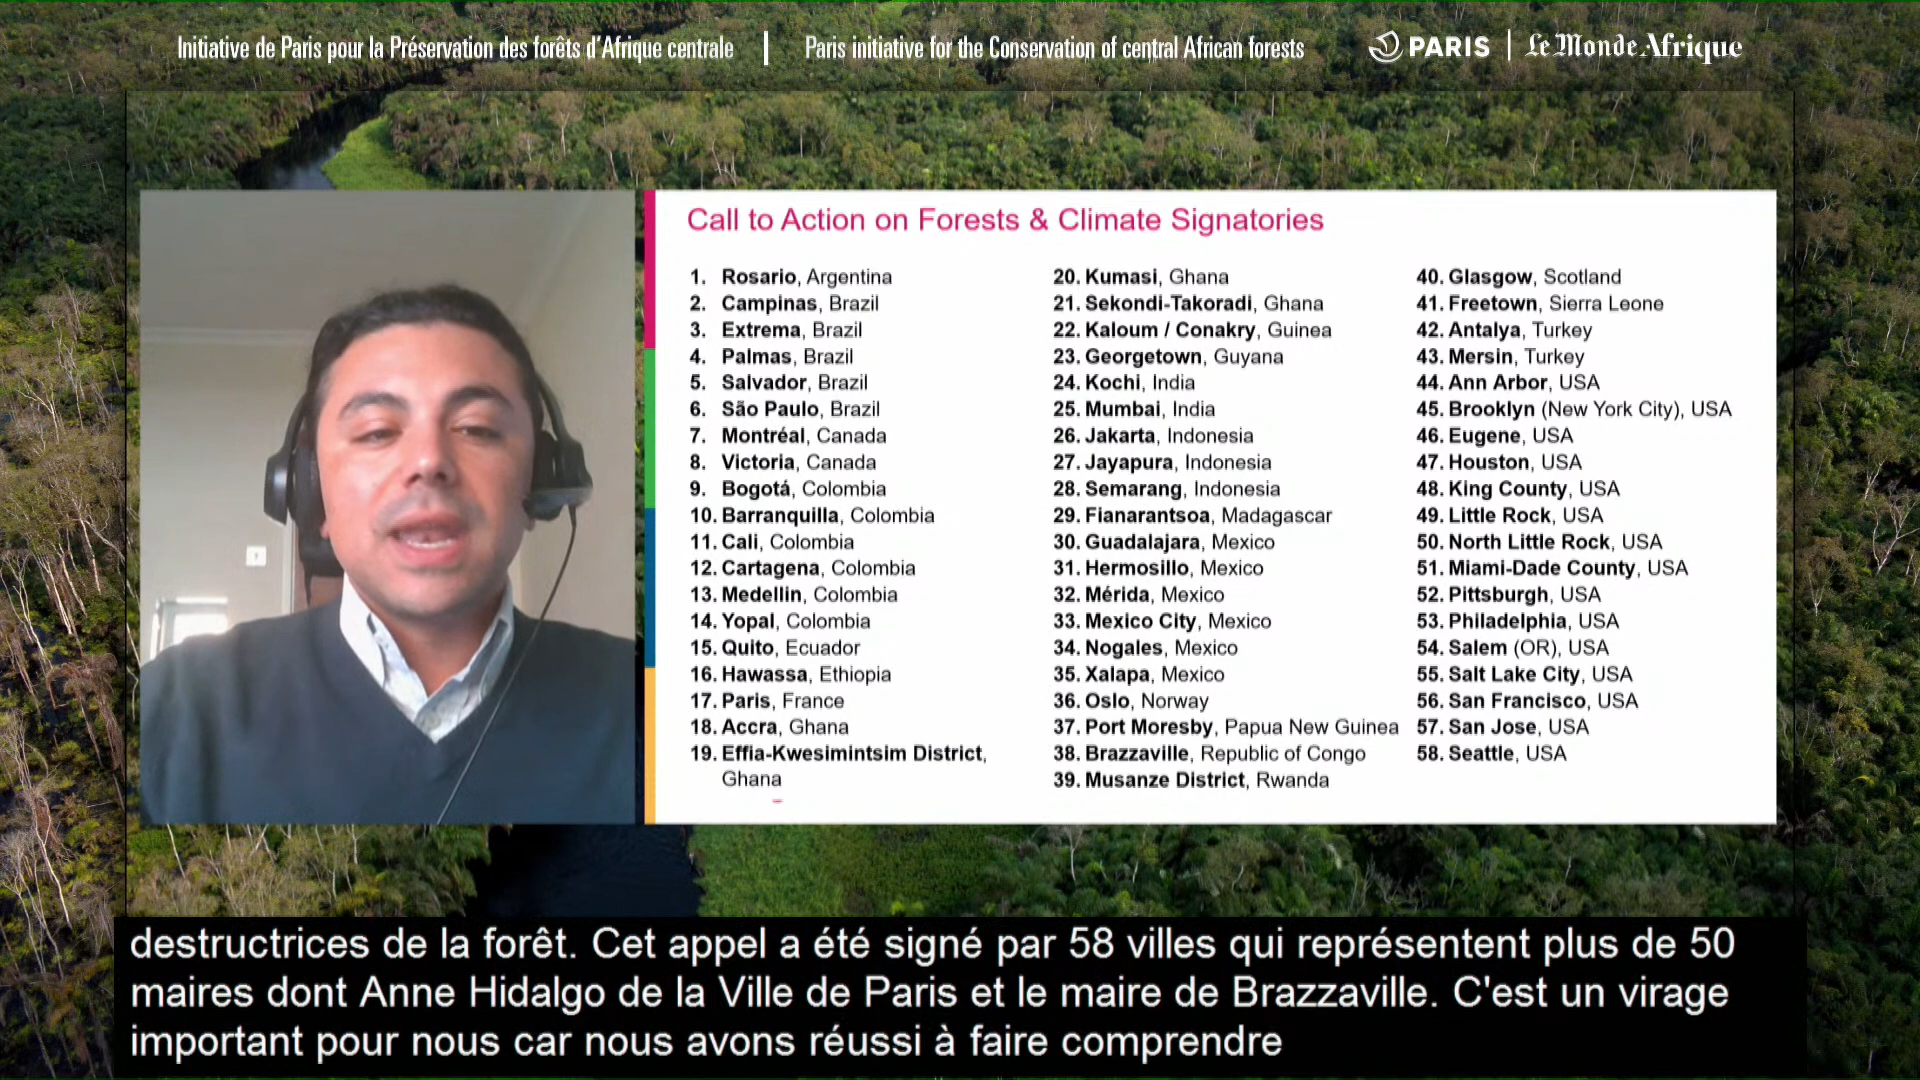 Initiative de Paris pour la Préservation des forêts d'Afrique centrale | Paris initiative for the Conservation of central African forests
PARIS | Le Monde Afrique
Call to Action on Forests & Climate Signatories
1. Rosario, Argentina
2. Campinas, Brazil
3. Extrema, Brazil
4. Palmas, Brazil
5. Salvador, Brazil
6. São Paulo, Brazil
7. Montréal, Canada
8. Victoria, Canada
9. Bogotá, Colombia
10. Barranquilla, Colombia
11. Cali, Colombia
12. Cartagena, Colombia
13. Medellin, Colombia
14. Yopal, Colombia
15. Quito, Ecuador
16. Hawassa, Ethiopia
17. Paris, France
18. Accra, Ghana
19. Effia-Kwesimintsim District,
Ghana
20. Kumasi, Ghana
21. Sekondi-Takoradi, Ghana
22. Kaloum / Conakry, Guinea
23. Georgetown, Guyana
24. Kochi, India
25. Mumbai, India
26. Jakarta, Indonesia
27. Jayapura, Indonesia
28. Semarang, Indonesia
29. Fianarantsoa, Madagascar
30. Guadalajara, Mexico
31. Hermosillo, Mexico
32. Mérida, Mexico
33. Mexico City, Mexico
34. Nogales, Mexico
35. Xalapa, Mexico
36. Oslo, Norway
37. Port Moresby, Papua New Guinea
38. Brazzaville, Republic of Congo
39. Musanze District, Rwanda
40. Glasgow, Scotland
41. Freetown, Sierra Leone
42. Antalya, Turkey
43. Mersin, Turkey
44. Ann Arbor, USA
45. Brooklyn (New York City), USA
46. Eugene, USA
47. Houston, USA
48. King County, USA
49. Little Rock, USA
50. North Little Rock, USA
51. Miami-Dade County, USA
52. Pittsburgh, USA
53. Philadelphia, USA
54. Salem (OR), USA
55. Salt Lake City, USA
56. San Francisco, USA
57. San Jose, USA
58. Seattle, USA
destructrices de la forêt. Cet appel a été signé par 58 villes qui représentent plus de 50
maires dont Anne Hidalgo de la Ville de Paris et le maire de Brazzaville. C'est un virage
important pour nous car nous avons réussi à faire comprendre